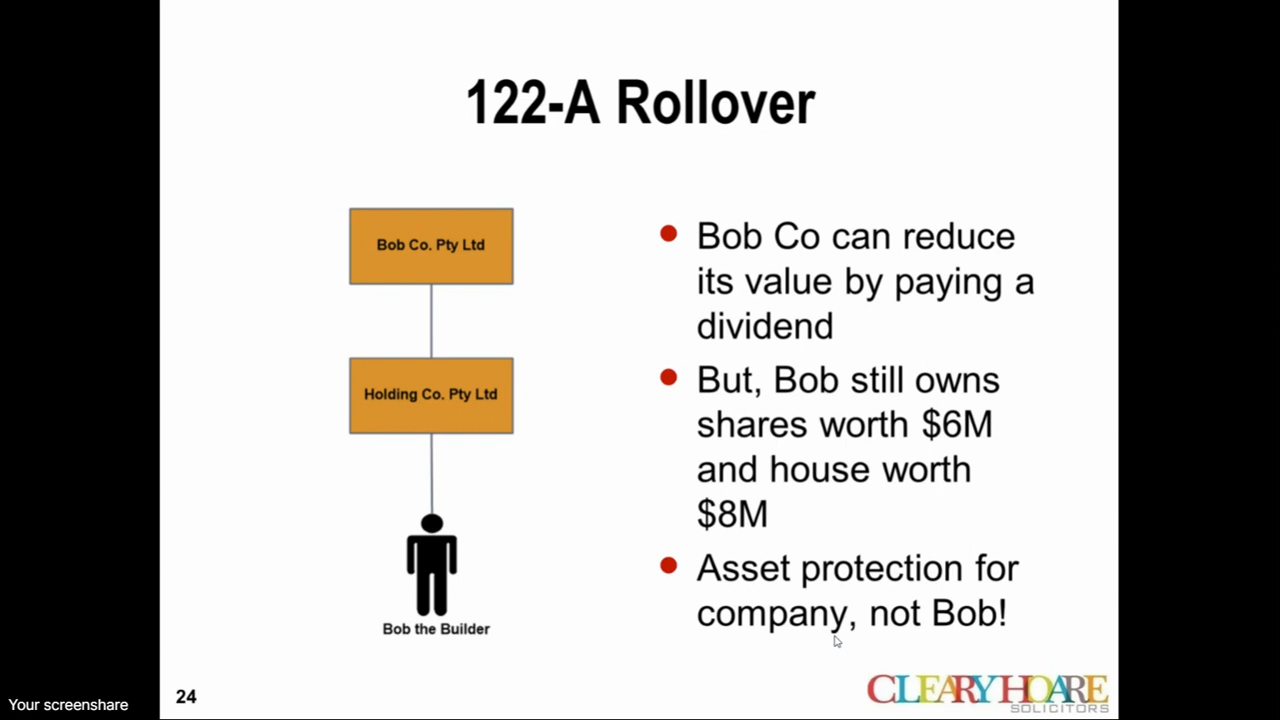 122-A Rollover
Bob Co. Pty Ltd
Holding Co. Pty Ltd
Bob the Builder
Bob Co can reduce
its value by paying a
dividend
But, Bob still owns
shares worth $6M
and house worth
$8M
Asset protection for
company, not Bob!
Your screenshare
24
CLEARY HOARE
SOLICITORS